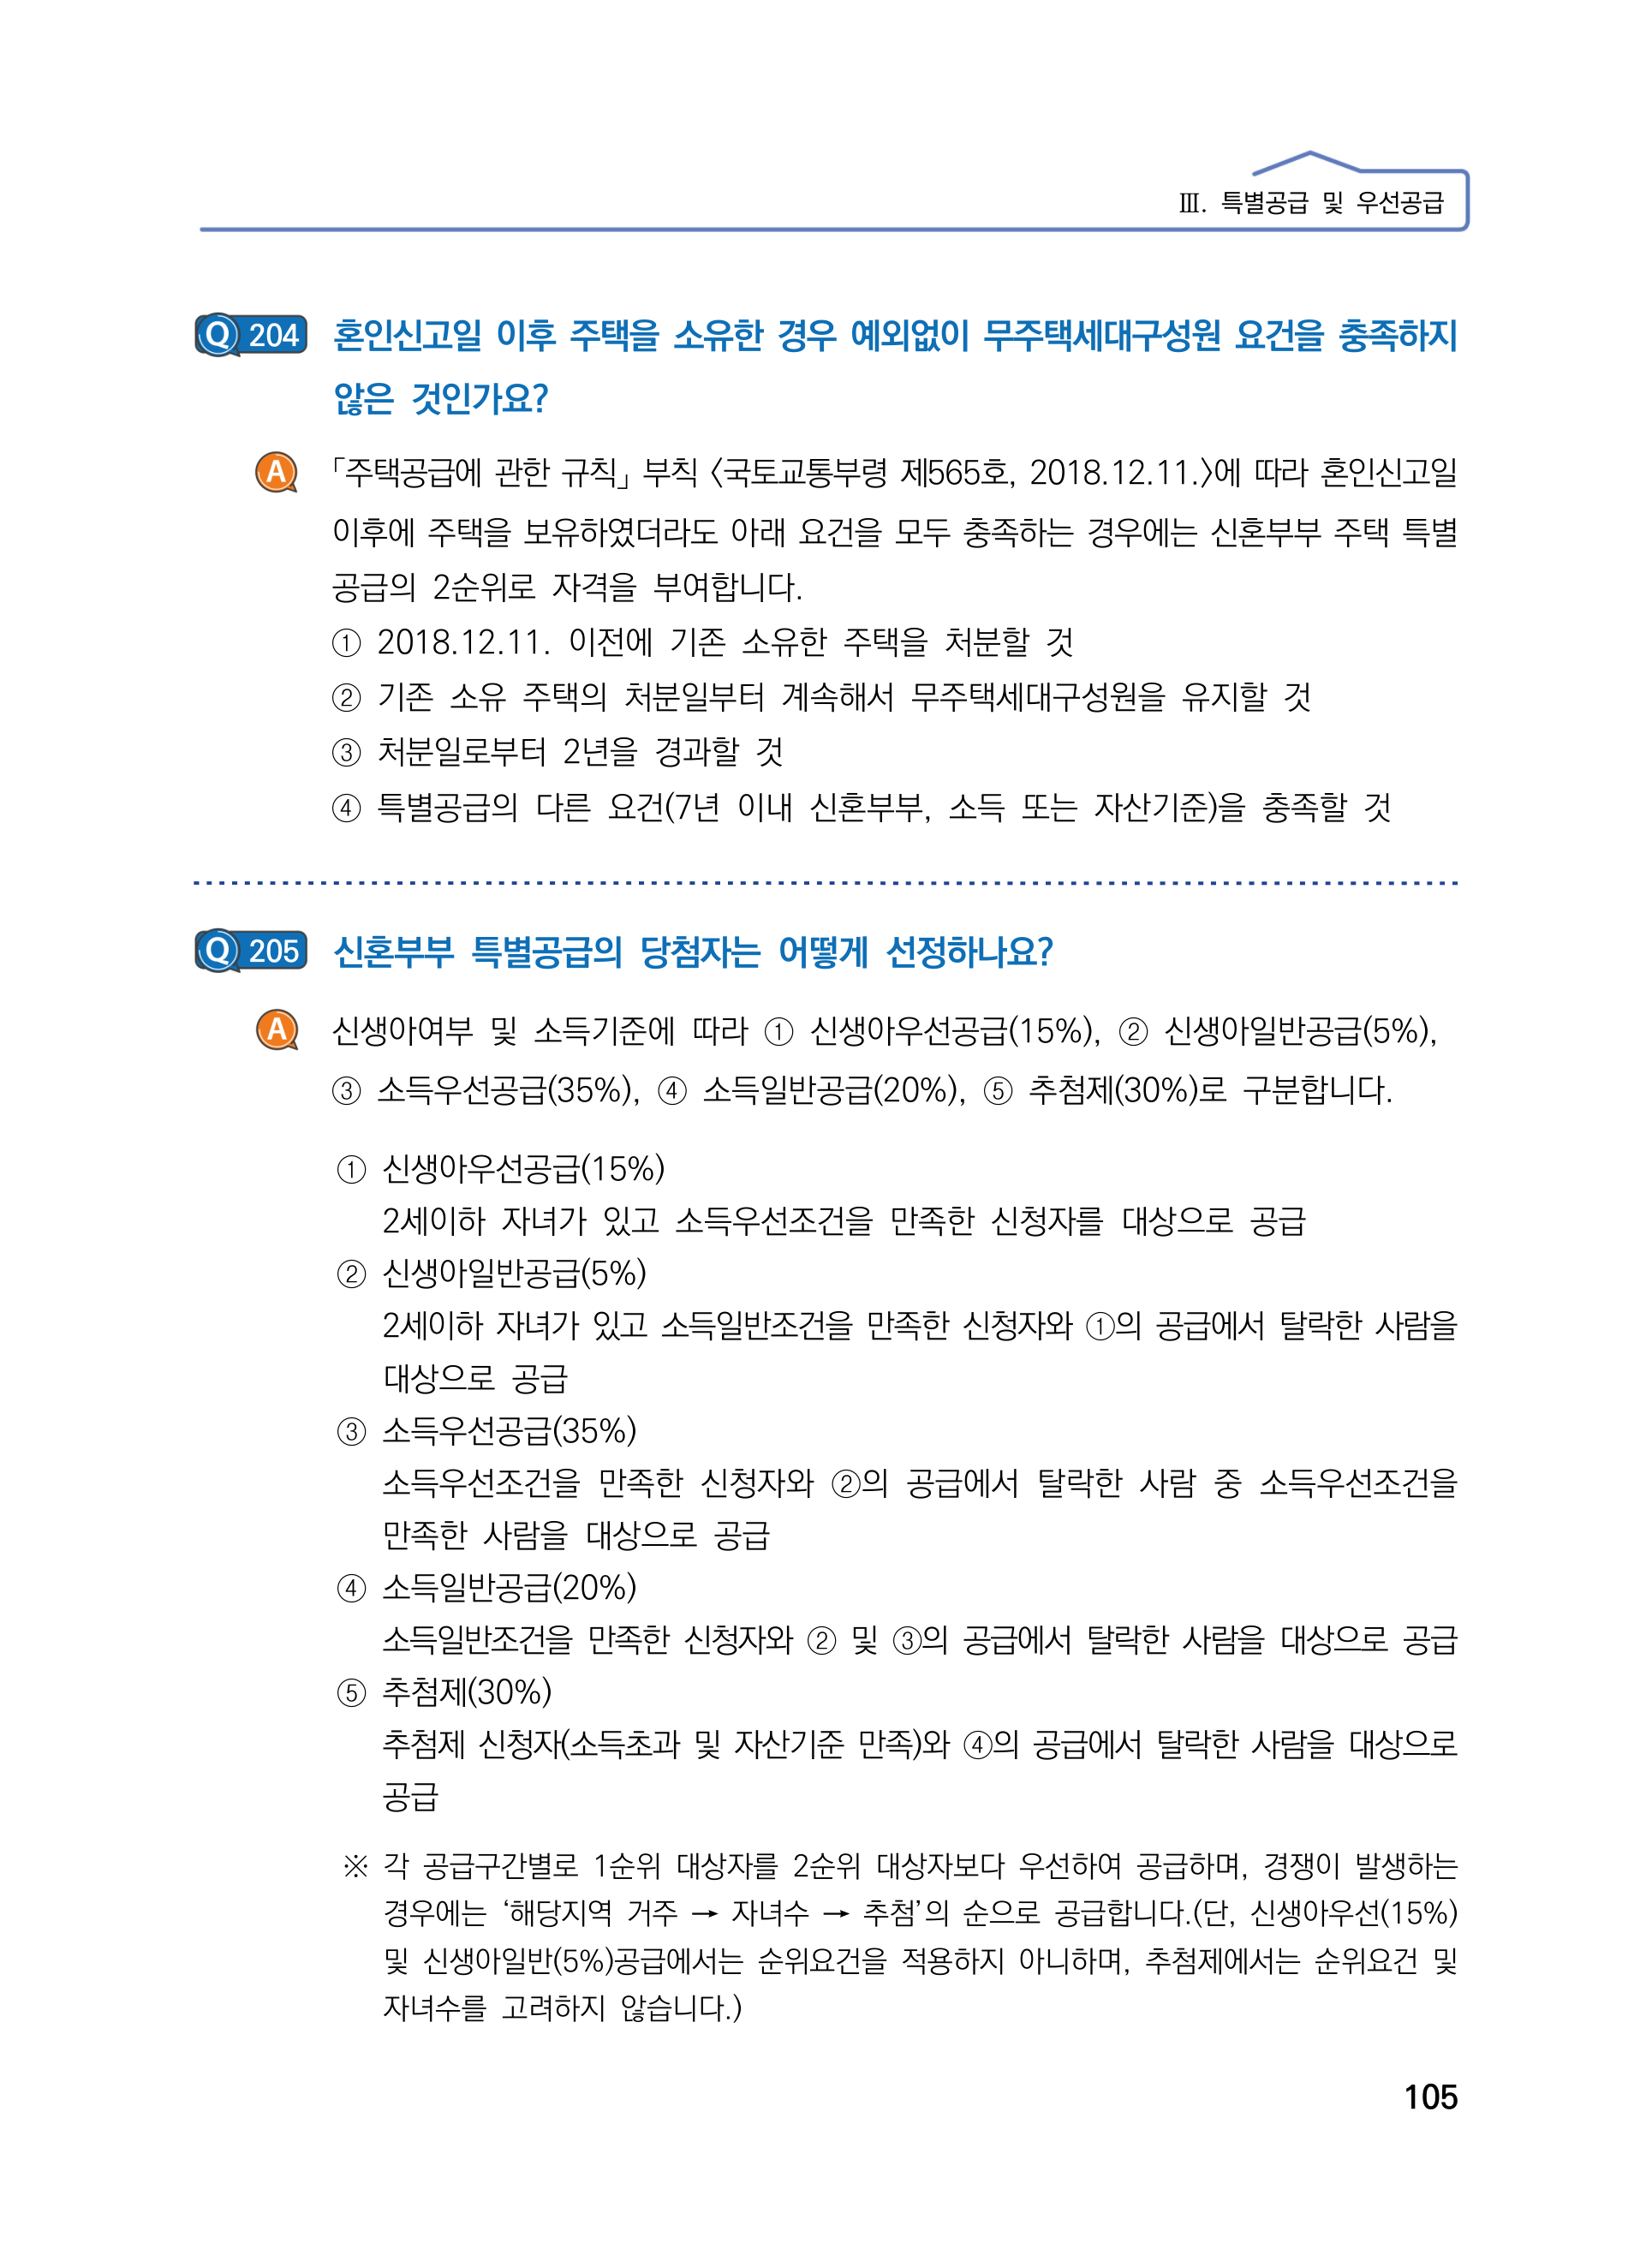 Ⅲ. 특별공급 및 우선공급
Q 204 혼인신고일 이후 주택을 소유한 경우 예외없이 무주택세대구성원 요건을 충족하지
않은 것인가요?
A 「주택공급에 관한 규칙」 부칙 〈국토교통부령 제565호, 2018.12.11.〉에 따라 혼인신고일
이후에 주택을 보유하였더라도 아래 요건을 모두 충족하는 경우에는 신혼부부 주택 특별
공급의 2순위로 자격을 부여합니다.
① 2018.12.11. 이전에 기존 소유한 주택을 처분할 것
② 기존 소유 주택의 처분일부터 계속해서 무주택세대구성원을 유지할 것
③ 처분일로부터 2년을 경과할 것
④ 특별공급의 다른 요건(7년 이내 신혼부부, 소득 또는 자산기준)을 충족할 것
Q 205 신혼부부 특별공급의 당첨자는 어떻게 선정하나요?
A 신생아여부 및 소득기준에 따라 ① 신생아우선공급(15%), ② 신생아일반공급(5%),
③ 소득우선공급(35%), ④ 소득일반공급(20%), ⑤ 추첨제(30%)로 구분합니다.
① 신생아우선공급(15%)
2세이하 자녀가 있고 소득우선조건을 만족한 신청자를 대상으로 공급
② 신생아일반공급(5%)
2세이하 자녀가 있고 소득일반조건을 만족한 신청자와 ①의 공급에서 탈락한 사람을
대상으로 공급
③ 소득우선공급(35%)
소득우선조건을 만족한 신청자와 ②의 공급에서 탈락한 사람 중 소득우선조건을
만족한 사람을 대상으로 공급
④ 소득일반공급(20%)
소득일반조건을 만족한 신청자와 ② 및 ③의 공급에서 탈락한 사람을 대상으로 공급
⑤ 추첨제(30%)
추첨제 신청자(소득초과 및 자산기준 만족)와 ④의 공급에서 탈락한 사람을 대상으로
공급
※ 각 공급구간별로 1순위 대상자를 2순위 대상자보다 우선하여 공급하며, 경쟁이 발생하는
경우에는 ‘해당지역 거주 → 자녀수 → 추첨’의 순으로 공급합니다.(단, 신생아우선(15%)
및 신생아일반(5%)공급에서는 순위요건을 적용하지 아니하며, 추첨제에서는 순위요건 및
자녀수를 고려하지 않습니다.)
105